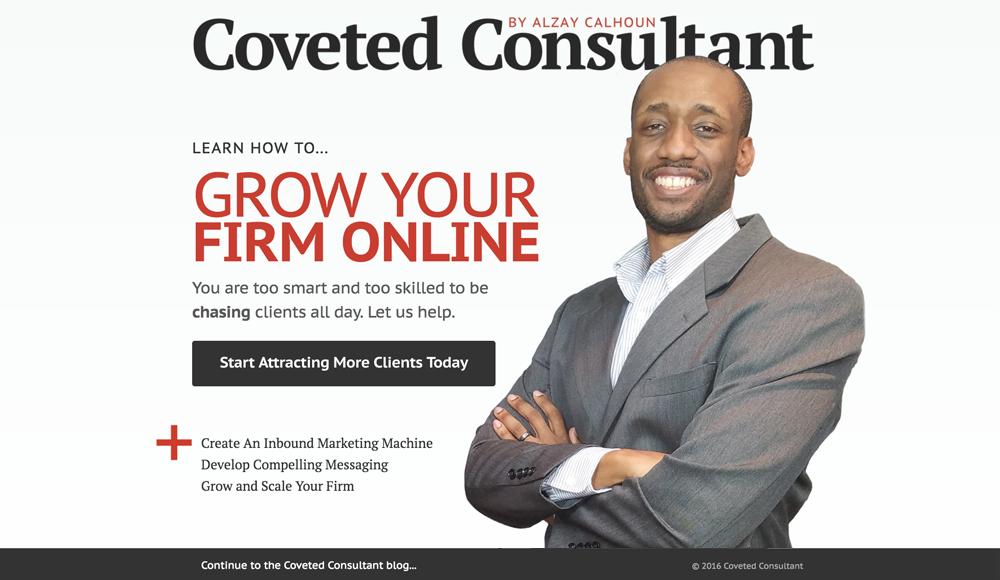 BY ALZAY CALHOUN
Coveted Consultant
LEARN HOW TO...
GROW YOUR
FIRM ONLINE
You are too smart and too skilled to be
chasing clients all day. Let us help.
Start Attracting More Clients Today
+
Create An Inbound Marketing Machine
Develop Compelling Messaging
Grow and Scale Your Firm
Continue to the Coveted Consultant blog...
© 2016 Coveted Consultant